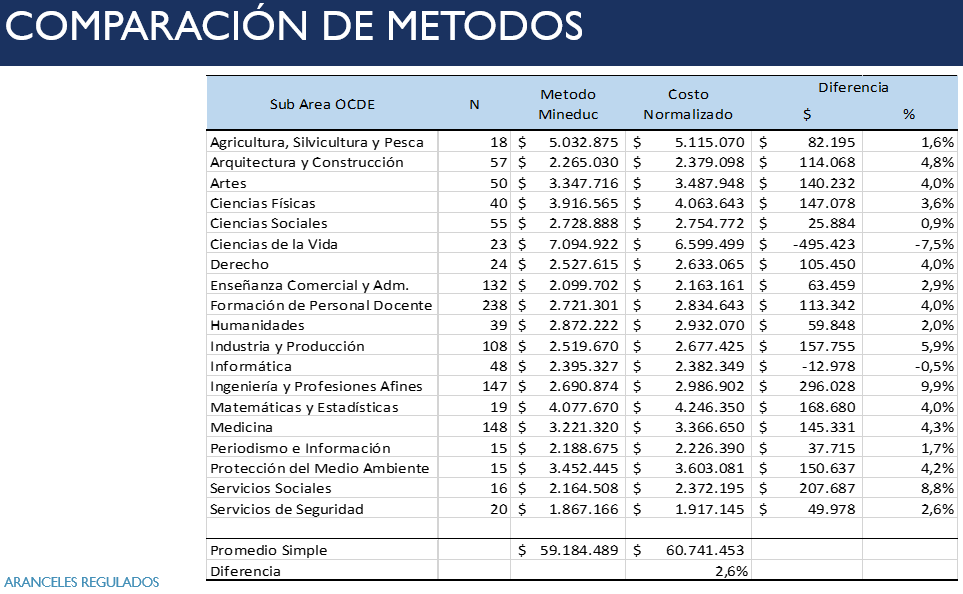 COMPARACIÓN DE METODOS
Sub Area OCDE N Metodo Mineduc Costo Normalizado Diferencia $ %
Agricultura, Silvicultura y Pesca 18 $ 5.032.875 $ 5.115.070 $ 82.195 1,6%
Arquitectura y Construcción 57 $ 2.265.030 $ 2.379.098 $ 114.068 4,8%
Artes 50 $ 3.347.716 $ 3.487.948 $ 140.232 4,0%
Ciencias Físicas 40 $ 3.916.565 $ 4.063.643 $ 147.078 3,6%
Ciencias Sociales 55 $ 2.728.888 $ 2.754.772 $ 25.884 0,9%
Ciencias de la Vida 23 $ 7.094.922 $ 6.599.499 $ -495.423 -7,5%
Derecho 24 $ 2.527.615 $ 2.633.065 $ 105.450 4,0%
Enseñanza Comercial y Adm. 132 $ 2.099.702 $ 2.163.161 $ 63.459 2,9%
Formación de Personal Docente 238 $ 2.721.301 $ 2.834.643 $ 113.342 4,0%
Humanidades 39 $ 2.872.222 $ 2.932.070 $ 59.848 2,0%
Industria y Producción 108 $ 2.519.670 $ 2.677.425 $ 157.755 5,9%
Informática 48 $ 2.395.327 $ 2.382.349 $ -12.978 -0,5%
Ingeniería y Profesiones Afines 147 $ 2.690.874 $ 2.986.902 $ 296.028 9,9%
Matemáticas y Estadísticas 19 $ 4.077.670 $ 4.246.350 $ 168.680 4,0%
Medicina 148 $ 3.221.320 $ 3.366.650 $ 145.331 4,3%
Periodismo e Información 15 $ 2.188.675 $ 2.226.390 $ 37.715 1,7%
Protección del Medio Ambiente 15 $ 3.452.445 $ 3.603.081 $ 150.637 4,2%
Servicios Sociales 16 $ 2.164.508 $ 2.372.195 $ 207.687 8,8%
Servicios de Seguridad 20 $ 1.867.166 $ 1.917.145 $ 49.978 2,6%
Promedio Simple $ 59.184.489 $ 60.741.453
Diferencia 2,6%
ARANCELES REGULADOS